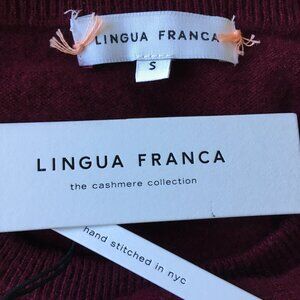 LINGUA FRANCA
S
LINGUA FRANCA
the cashmere collection
hand stitched in nyc